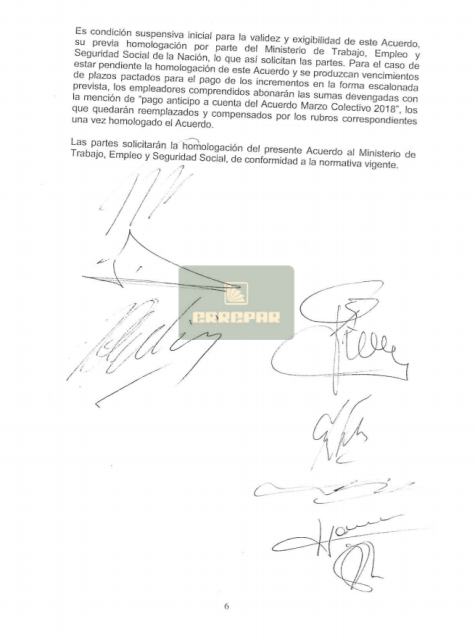 Es condición suspensiva inicial para la validez y exigibilidad de este Acuerdo,
su previa homologación por parte del Ministerio de Trabajo, Empleo y
Seguridad Social de la Nación, lo que así solicitan las partes. Para el caso de
estar pendiente la homologación de este Acuerdo y se produzcan vencimientos
de plazos pactados para el pago de los incrementos en la forma escalonada
prevista, los empleadores comprendidos abonarán las sumas devengadas con
la mención de "pago anticipo a cuenta del Acuerdo Marzo Colectivo 2018", los
que quedarán reemplazados y compensados por los rubros correspondientes
una vez homologado el Acuerdo.
Las partes solicitarán la homologación del presente Acuerdo al Ministerio de
Trabajo, Empleo y Seguridad Social, de conformidad a la normativa vigente.
ERREPAR
6